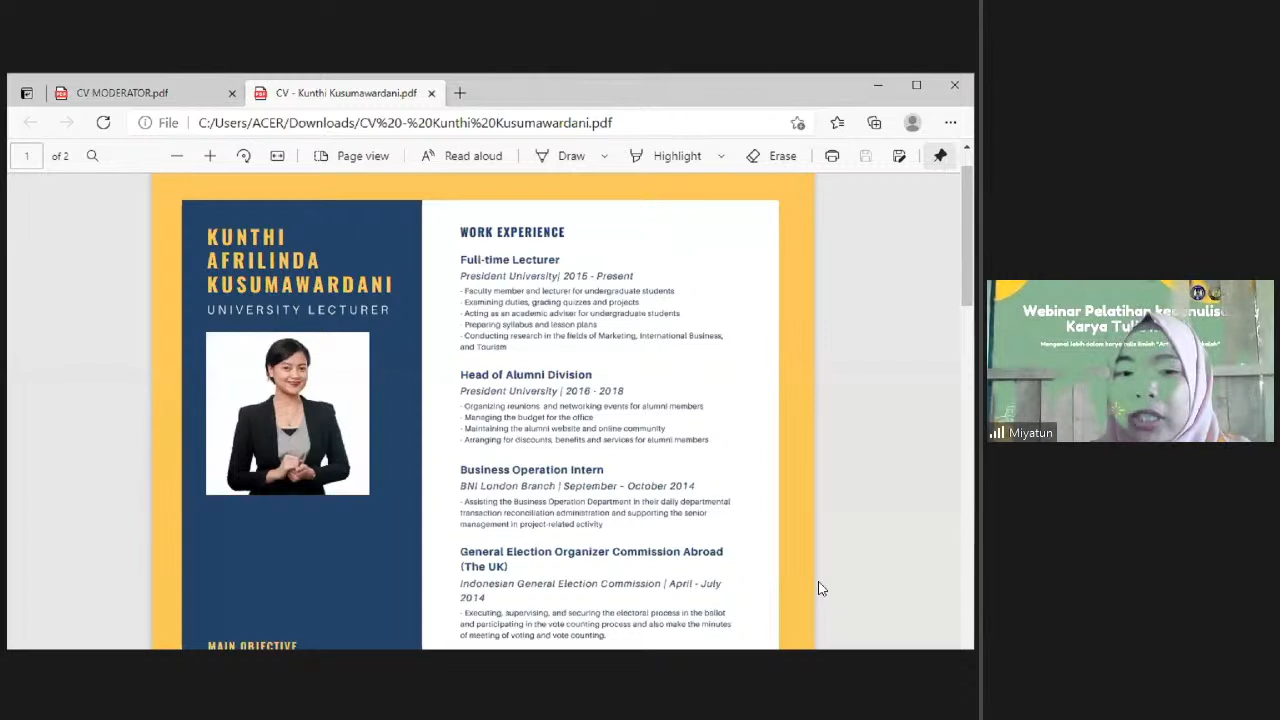 CV MODERATOR.pdf
CV - Kunthi Kusumawardani.pdf
File
C:/Users/ACER/Downloads/CV%20-%20Kunthi%20Kusumawardani.pdf
1 of 2
Page view
Read aloud
Draw
Highlight
Erase
KUNTHI
AFRILINDA
KUSUMAWARDANI
UNIVERSITY LECTURER
MAIN OBJECTIVE
WORK EXPERIENCE
Full-time Lecturer
President University| 2015 - Present
- Faculty member and lecturer for undergraduate students
- Examining duties, grading quizzes and projects
- Acting as an academic adviser for undergraduate students
- Preparing syllabus and lesson plans
- Conducting research in the fields of Marketing, International Business,
and Tourism
Head of Alumni Division
President University | 2016 - 2018
- Organizing reunions, and networking events for alumni members
- Managing the budget for the office
- Maintaining the alumni website and online community
- Arranging for discounts, benefits and services for alumni members
Business Operation Intern
BNI London Branch | September - October 2014
- Assisting the Business Operation Department in their daily departmental
transaction reconciliation administration and supporting the senior
management in project-related activity
General Election Organizer Commission Abroad
(The UK)
Indonesian General Election Commission | April - July
2014
- Executing, supervising, and securing the electoral process in the ballot
and participating in the vote counting process and also make the minutes
of meeting of voting and vote counting.
Webinar Pelatihan
Karya
Miyatun